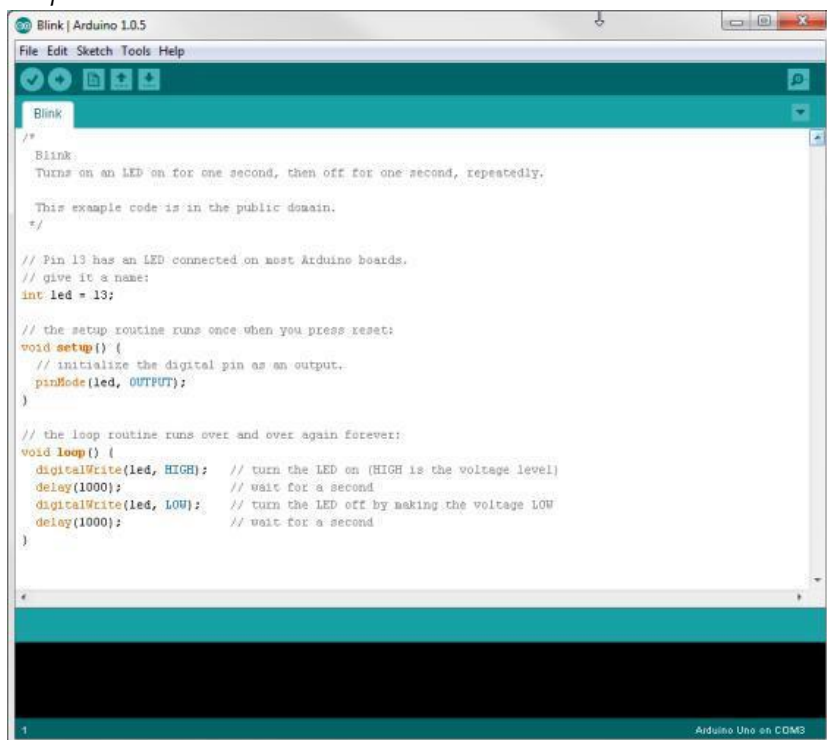 Blink | Arduino 1.0.5
File Edit Sketch Tools Help
Blink
/*
  Blink
  Turns on an LED on for one second, then off for one second, repeatedly.

  This example code is in the public domain.
 */

// Pin 13 has an LED connected on most Arduino boards.
// give it a name:
int led = 13;

// the setup routine runs once when you press reset:
void setup() {
  // initialize the digital pin as an output.
  pinMode(led, OUTPUT);
}

// the loop routine runs over and over again forever:
void loop() {
  digitalWrite(led, HIGH);   // turn the LED on (HIGH is the voltage level)
  delay(1000);               // wait for a second
  digitalWrite(led, LOW);    // turn the LED off by making the voltage LOW
  delay(1000);               // wait for a second
}
1
Arduino Uno on COM3